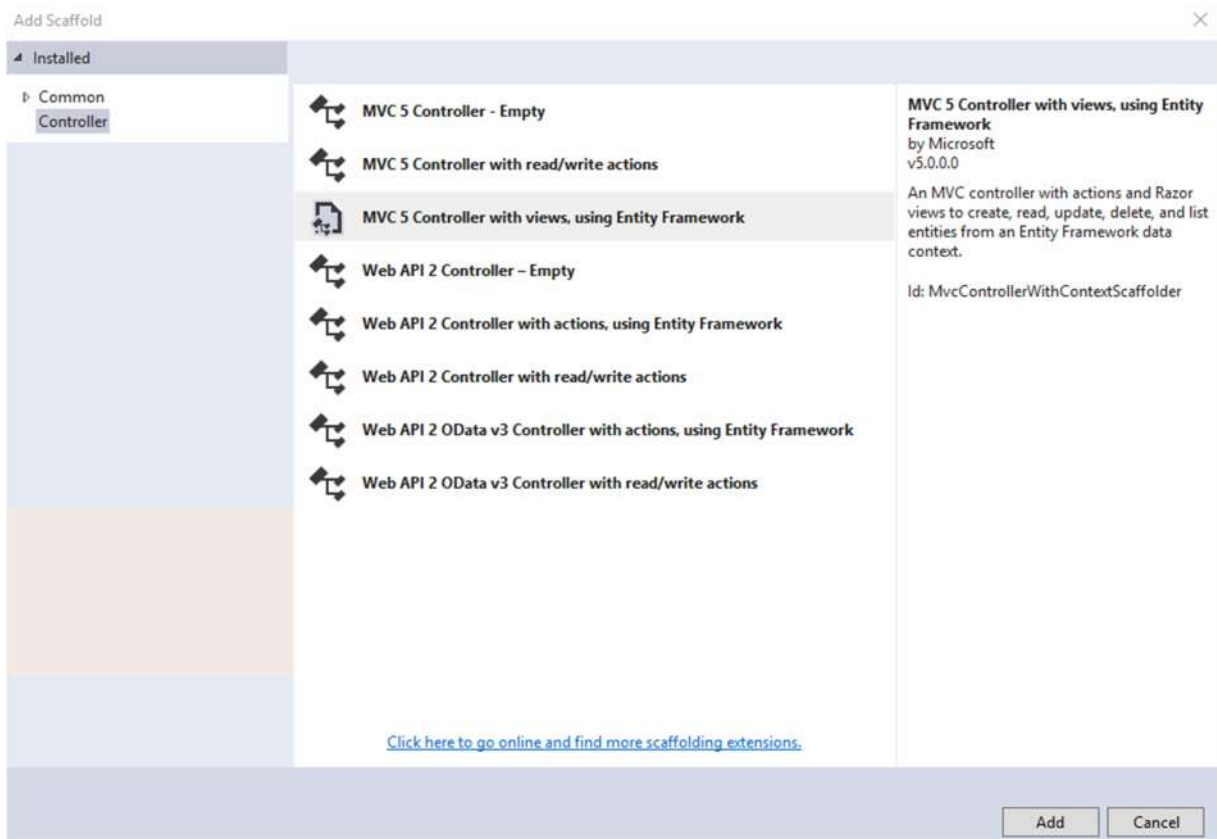 Add Scaffold
Installed
Common
Controller
MVC 5 Controller - Empty
MVC 5 Controller with read/write actions
MVC 5 Controller with views, using Entity Framework
Web API 2 Controller – Empty
Web API 2 Controller with actions, using Entity Framework
Web API 2 Controller with read/write actions
Web API 2 OData v3 Controller with actions, using Entity Framework
Web API 2 OData v3 Controller with read/write actions
Click here to go online and find more scaffolding extensions.
MVC 5 Controller with views, using Entity
Framework
by Microsoft
v5.0.0.0
An MVC controller with actions and Razor
views to create, read, update, delete, and list
entities from an Entity Framework data
context.
Id: MvcControllerWithContextScaffolder
Add
Cancel